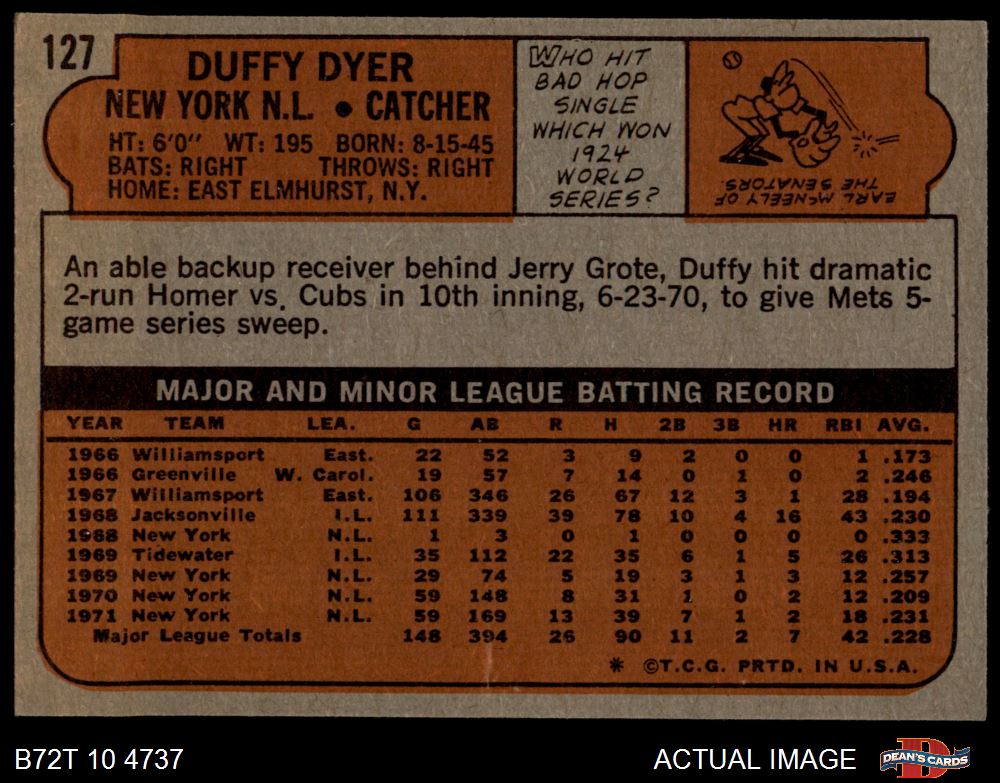 127
DUFFY DYER
NEW YORK N.L. • CATCHER
HT: 6'0" WT: 195 BORN: 8-15-45
BATS: RIGHT THROWS: RIGHT
HOME: EAST ELMHURST, N.Y.
WHO HIT
BAD HOP
SINGLE
WHICH WON
1924
WORLD
SERIES?
EARL McNEELY OF
THE SENATORS.
An able backup receiver behind Jerry Grote, Duffy hit dramatic
2-run Homer vs. Cubs in 10th inning, 6-23-70, to give Mets 5-
game series sweep.
MAJOR AND MINOR LEAGUE BATTING RECORD
YEAR TEAM LEA. G AB R H 2B 3B HR RBI AVG.
1966 Williamsport East. 22 52 3 9 2 0 0 1 .173
1966 Greenville W. Carol. 19 57 7 14 0 1 0 2 .246
1967 Williamsport East. 106 346 26 67 12 3 1 28 .194
1968 Jacksonville I.L. 111 339 39 78 10 4 16 43 .230
1968 New York N.L. 1 3 0 1 0 0 0 0 .333
1969 Tidewater I.L. 35 112 22 35 6 1 5 26 .313
1969 New York N.L. 29 74 5 19 3 1 3 12 .257
1970 New York N.L. 59 148 8 31 1 0 2 12 .209
1971 New York N.L. 59 169 13 39 7 1 2 18 .231
Major League Totals 148 394 26 90 11 2 7 42 .228
* ©T.C.G. PRTD. IN U.S.A.
B72T 10 4737
ACTUAL IMAGE
D
DEAN'S CARDS